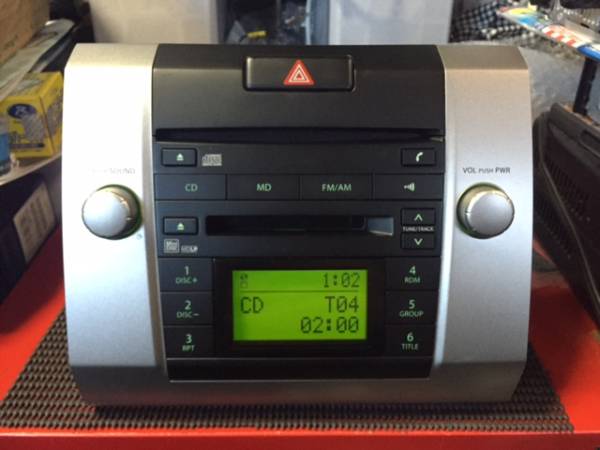 SOUND
VOL PUSH PWR
CD MD FM/AM
TUNE/TRACK
MDLP
1
DISC+
2
DISC−
3
RPT
1:02
CD T04
02:00
4
RDM
5
GROUP
6
TITLE